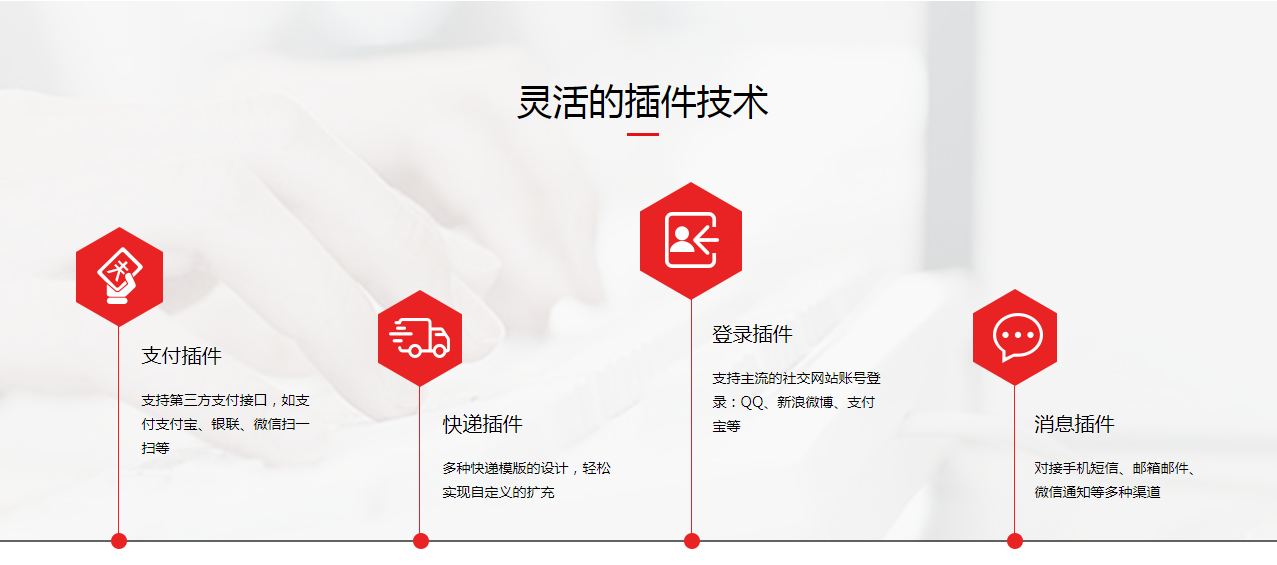 灵活的插件技术
支付插件
支持第三方支付接口，如支
付支付宝、银联、微信扫一
扫等
快递插件
多种快递模版的设计，轻松
实现自定义的扩充
登录插件
支持主流的社交网站账号登
录：QQ、新浪微博、支付
宝等
消息插件
对接手机短信、邮箱邮件、
微信通知等多种渠道